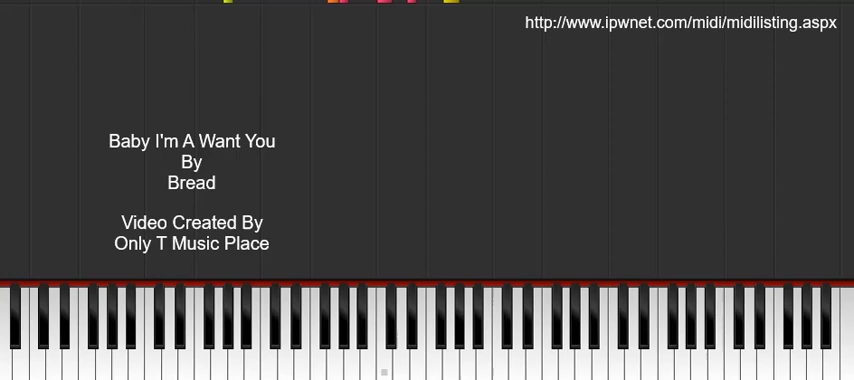 http://www.ipwnet.com/midi/midilisting.aspx
Baby I'm A Want You
By
Bread
Video Created By
Only T Music Place